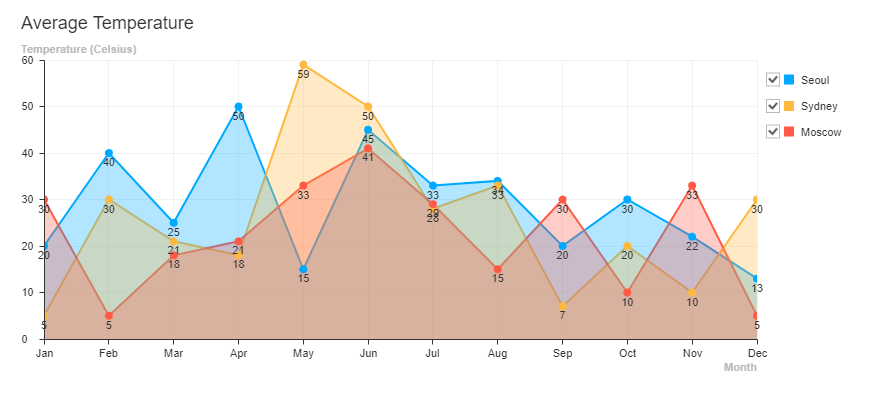 Average Temperature
Temperature (Celsius)
60
59
Seoul
50 Sydney
50 50
Moscow
45
40
41
40
34
33 33 33 33
30
30 30 30 30 30
29
28
25
20 22
21 21
20 20 20
18 18
15 15
13
10
10 10
7
5 5 5
0
Jan Feb Mar Apr May Jun Jul Aug Sep Oct Nov Dec
Month